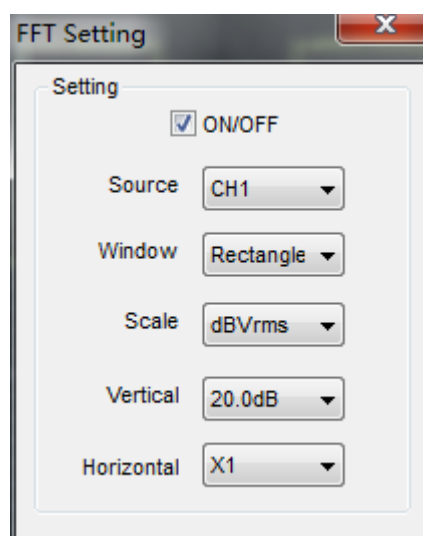 FFT Setting
Setting
ON/OFF
Source CH1
Window Rectangle
Scale dBVrms
Vertical 20.0dB
Horizontal X1